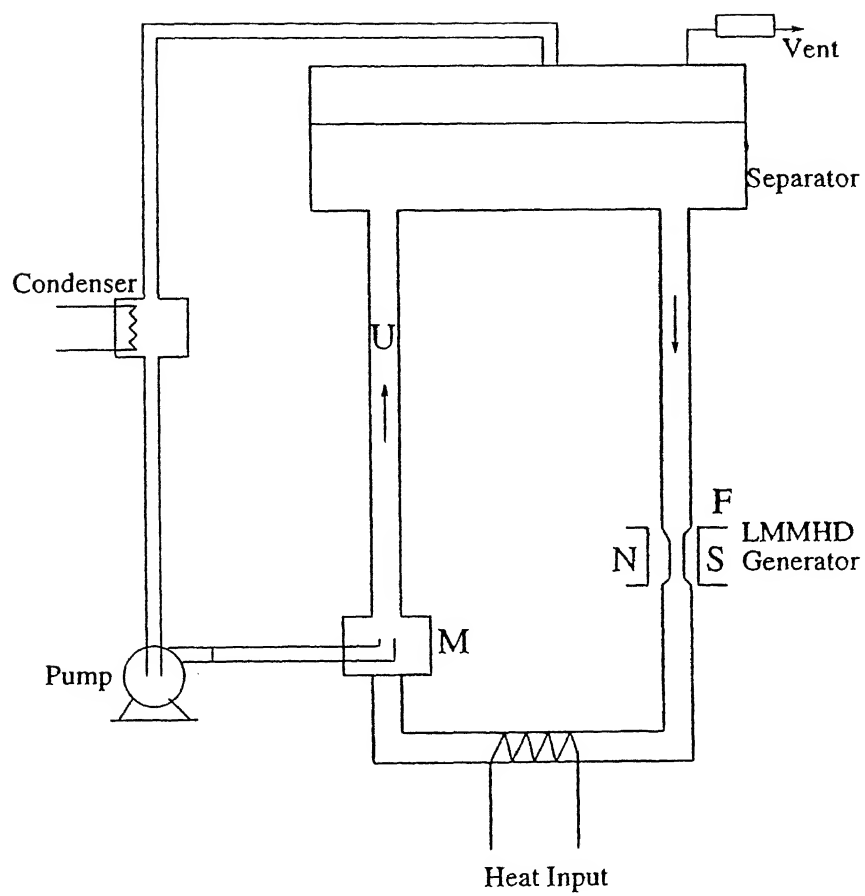 Vent
Separator
Condenser
U
F
LMMHD
N
S
Generator
M
Pump
Heat Input